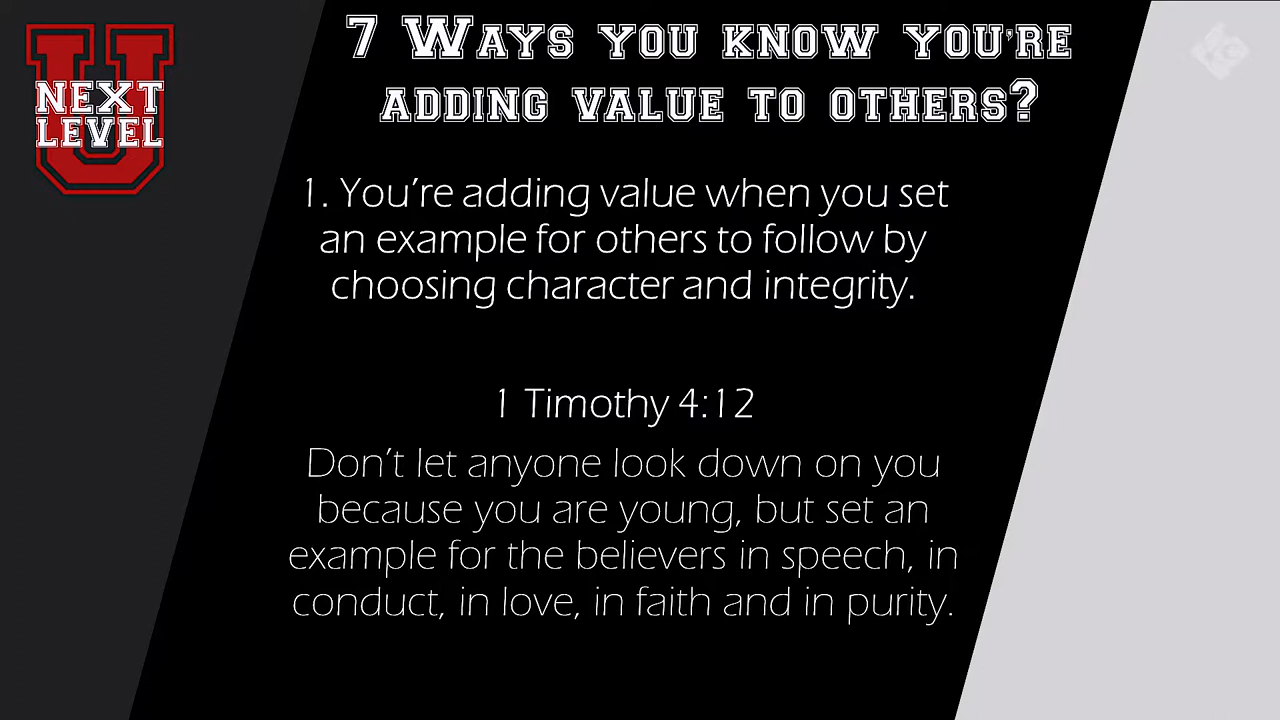 NEXT
LEVEL
U
7 Ways you know you're
adding value to others?
1. You're adding value when you set
an example for others to follow by
choosing character and integrity.
1 Timothy 4:12
Don't let anyone look down on you
because you are young, but set an
example for the believers in speech, in
conduct, in love, in faith and in purity.